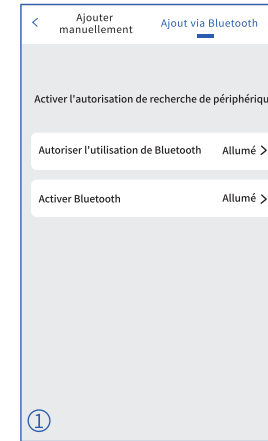 Ajouter
manuellement
Ajout via Bluetooth
Activer l'autorisation de recherche de périphériqu
Autoriser l'utilisation de Bluetooth Allumé
Activer Bluetooth Allumé
①